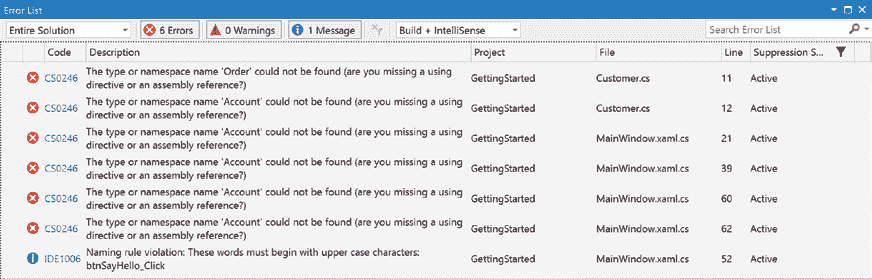 Error List
Entire Solution 6 Errors 0 Warnings 1 Message Build + IntelliSense Search Error List
Code Description Project File Line Suppression S...
CS0246 The type or namespace name 'Order' could not be found (are you missing a using directive or an assembly reference?) GettingStarted Customer.cs 11 Active
CS0246 The type or namespace name 'Account' could not be found (are you missing a using directive or an assembly reference?) GettingStarted Customer.cs 12 Active
CS0246 The type or namespace name 'Account' could not be found (are you missing a using directive or an assembly reference?) GettingStarted MainWindow.xaml.cs 21 Active
CS0246 The type or namespace name 'Account' could not be found (are you missing a using directive or an assembly reference?) GettingStarted MainWindow.xaml.cs 39 Active
CS0246 The type or namespace name 'Account' could not be found (are you missing a using directive or an assembly reference?) GettingStarted MainWindow.xaml.cs 60 Active
CS0246 The type or namespace name 'Account' could not be found (are you missing a using directive or an assembly reference?) GettingStarted MainWindow.xaml.cs 62 Active
IDE1006 Naming rule violation: These words must begin with upper case characters: btnSayHello_Click GettingStarted MainWindow.xaml.cs 52 Active